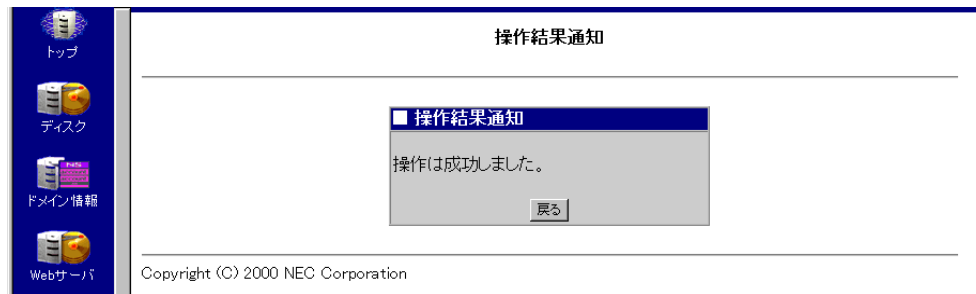 トップ
ディスク
ドメイン情報
Webサーバ
操作結果通知
■ 操作結果通知
操作は成功しました。
戻る
Copyright (C) 2000 NEC Corporation